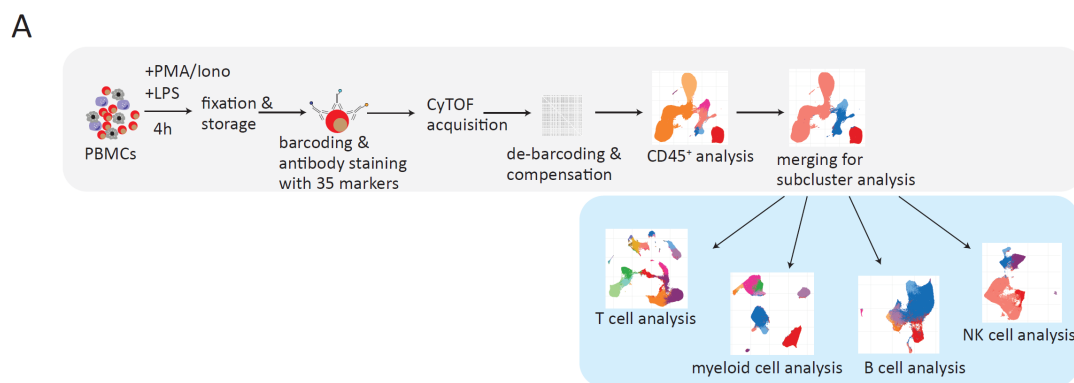 A
+PMA/Iono
+LPS
4h
PBMCs
fixation &
storage
barcoding &
antibody staining
with 35 markers
CyTOF
acquisition
de-barcoding &
compensation
CD45⁺ analysis
merging for
subcluster analysis
T cell analysis
myeloid cell analysis
B cell analysis
NK cell analysis